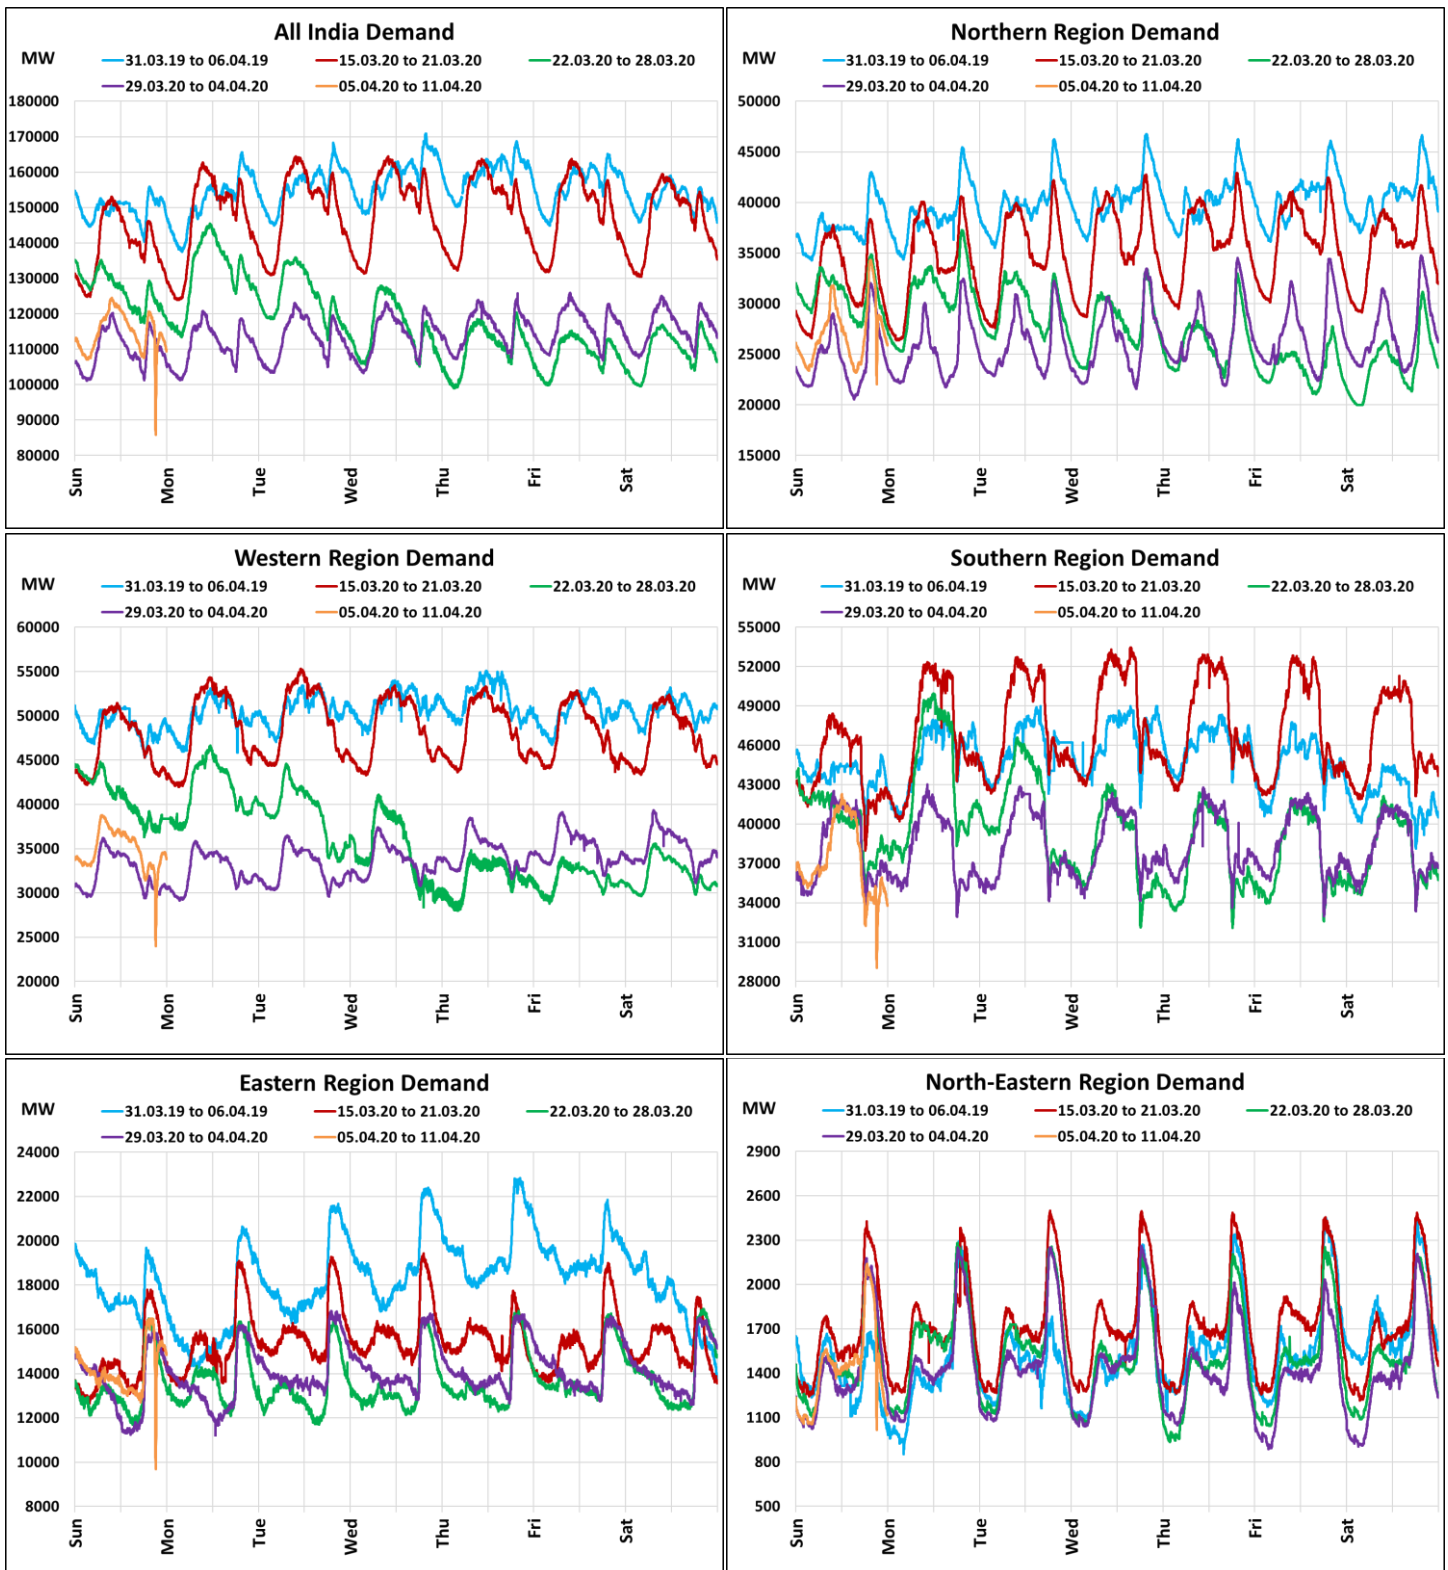 All India Demand
MW
31.03.19 to 06.04.19 15.03.20 to 21.03.20 22.03.20 to 28.03.20
29.03.20 to 04.04.20 05.04.20 to 11.04.20
180000
170000
160000
150000
140000
130000
120000
110000
100000
90000
80000
Sun Mon Tue Wed Thu Fri Sat
Northern Region Demand
MW
31.03.19 to 06.04.19 15.03.20 to 21.03.20 22.03.20 to 28.03.20
29.03.20 to 04.04.20 05.04.20 to 11.04.20
50000
45000
40000
35000
30000
25000
20000
15000
Sun Mon Tue Wed Thu Fri Sat
Western Region Demand
MW
31.03.19 to 06.04.19 15.03.20 to 21.03.20 22.03.20 to 28.03.20
29.03.20 to 04.04.20 05.04.20 to 11.04.20
60000
55000
50000
45000
40000
35000
30000
25000
20000
Sun Mon Tue Wed Thu Fri Sat
Southern Region Demand
MW
31.03.19 to 06.04.19 15.03.20 to 21.03.20 22.03.20 to 28.03.20
29.03.20 to 04.04.20 05.04.20 to 11.04.20
55000
52000
49000
46000
43000
40000
37000
34000
31000
28000
Sun Mon Tue Wed Thu Fri Sat
Eastern Region Demand
MW
31.03.19 to 06.04.19 15.03.20 to 21.03.20 22.03.20 to 28.03.20
29.03.20 to 04.04.20 05.04.20 to 11.04.20
24000
22000
20000
18000
16000
14000
12000
10000
8000
Sun Mon Tue Wed Thu Fri Sat
North-Eastern Region Demand
MW
31.03.19 to 06.04.19 15.03.20 to 21.03.20 22.03.20 to 28.03.20
29.03.20 to 04.04.20 05.04.20 to 11.04.20
2900
2600
2300
2000
1700
1400
1100
800
500
Sun Mon Tue Wed Thu Fri Sat